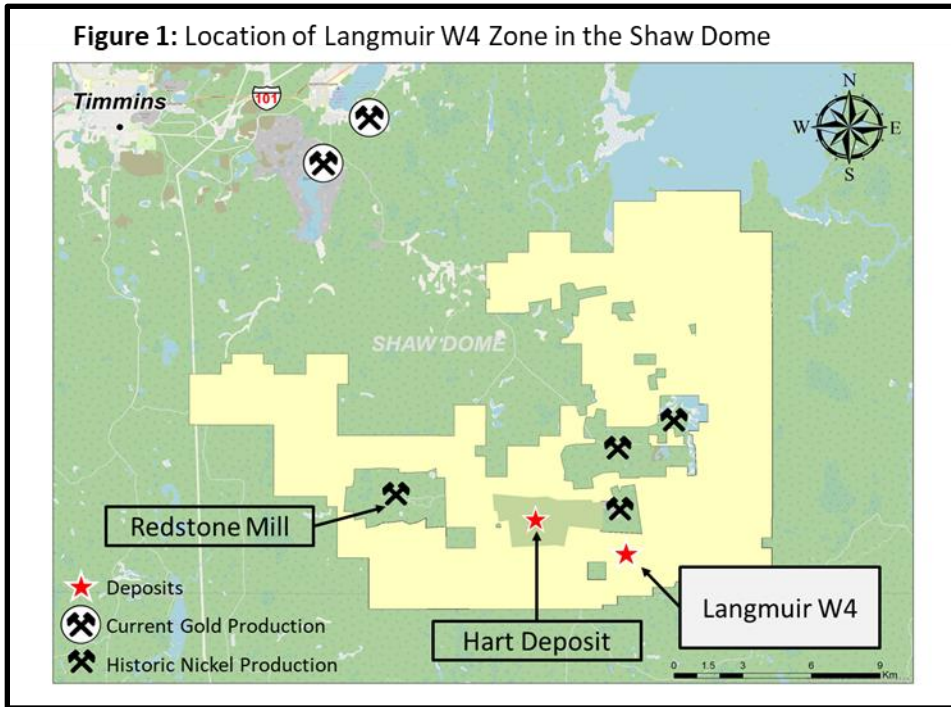 Figure 1: Location of Langmuir W4 Zone in the Shaw Dome
Timmins
101
N
W E
S
SHAW DOME
Redstone Mill
Deposits
Current Gold Production
Historic Nickel Production
Hart Deposit
Langmuir W4
0 1.5 3 6 9
Km